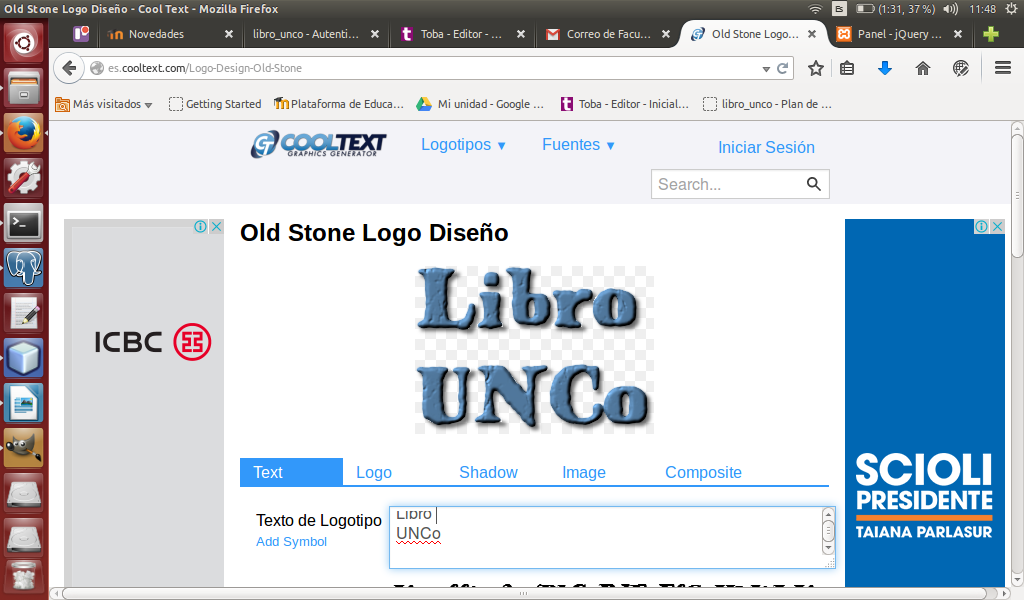 Old Stone Logo Diseño - Cool Text - Mozilla Firefox
Es (1:31, 37%) 11:48
Novedades
libro_unco - Autenti...
Toba - Editor - ...
Correo de Facu...
Old Stone Logo...
Panel - jQuery ...
es.cooltext.com/Logo-Design-Old-Stone
Más visitados
Getting Started
Plataforma de Educa...
Mi unidad - Google ...
Toba - Editor - Inicial...
libro_unco - Plan de ...
COOLTEXT
GRAPHICS GENERATOR
Logotipos ▼
Fuentes ▼
Iniciar Sesión
Search...
Old Stone Logo Diseño
Libro
UNCo
ICBC
Text
Logo
Shadow
Image
Composite
Texto de Logotipo
Add Symbol
Libro
UNCo
SCIOLI
PRESIDENTE
TAIANA PARLASUR